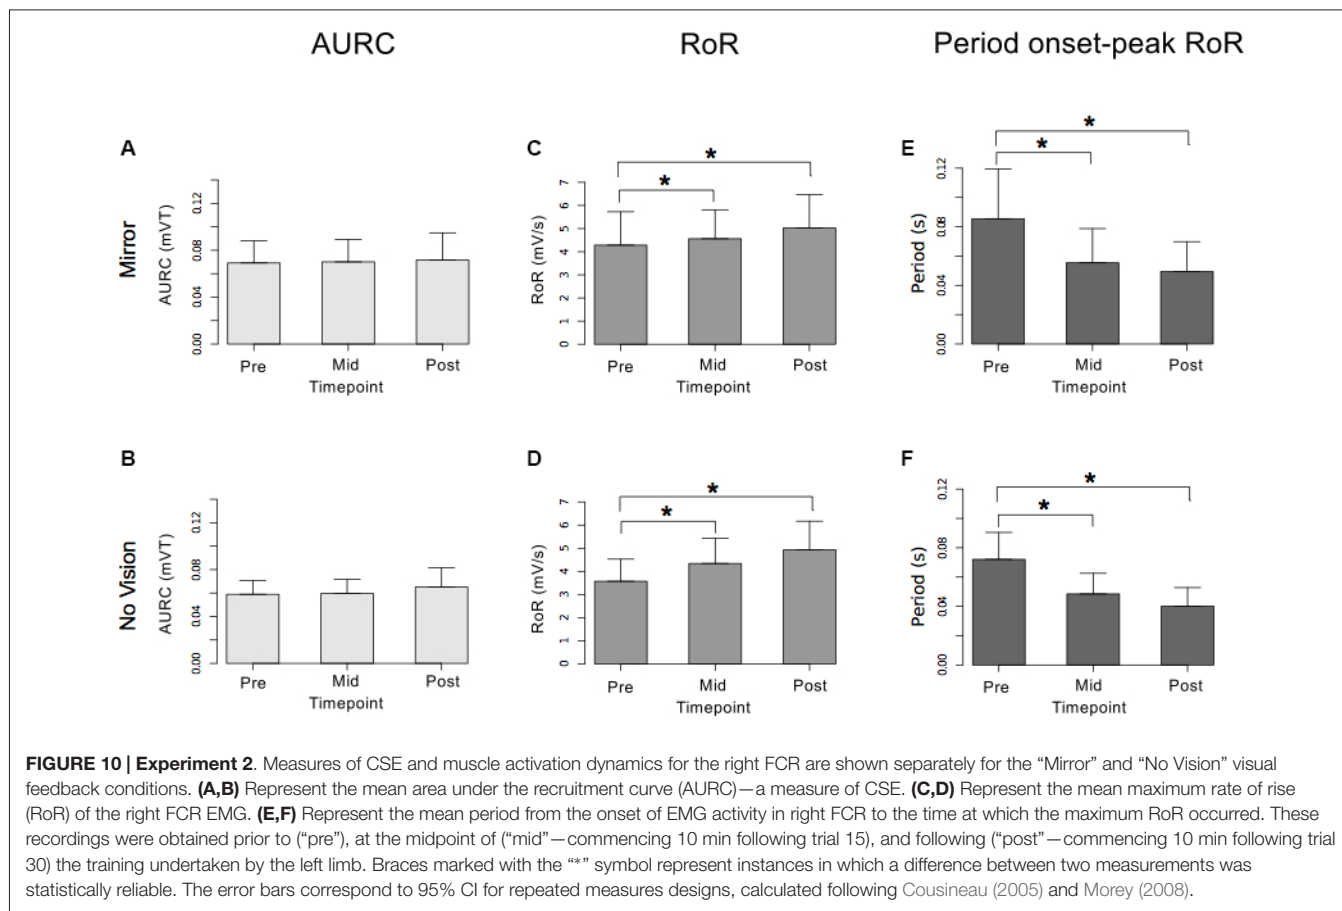 AURC
RoR
Period onset-peak RoR
Mirror
A
AURC (mVT)
0.12
0.08
0.04
0.00
Pre
Mid
Post
Timepoint
C
RoR (mV/s)
7
6
5
4
3
2
1
0
*
*
Pre
Mid
Post
Timepoint
E
Period (s)
0.12
0.08
0.04
0.00
*
*
Pre
Mid
Post
Timepoint
No Vision
B
AURC (mVT)
0.12
0.08
0.04
0.00
Pre
Mid
Post
Timepoint
D
RoR (mV/s)
7
6
5
4
3
2
1
0
*
*
Pre
Mid
Post
Timepoint
F
Period (s)
0.12
0.08
0.04
0.00
*
*
Pre
Mid
Post
Timepoint
FIGURE 10 | Experiment 2. Measures of CSE and muscle activation dynamics for the right FCR are shown separately for the “Mirror” and “No Vision” visual
feedback conditions. (A,B) Represent the mean area under the recruitment curve (AURC)—a measure of CSE. (C,D) Represent the mean maximum rate of rise
(RoR) of the right FCR EMG. (E,F) Represent the mean period from the onset of EMG activity in right FCR to the time at which the maximum RoR occurred. These
recordings were obtained prior to (“pre”), at the midpoint of (“mid”—commencing 10 min following trial 15), and following (“post”—commencing 10 min following trial
30) the training undertaken by the left limb. Braces marked with the “*” symbol represent instances in which a difference between two measurements was
statistically reliable. The error bars correspond to 95% CI for repeated measures designs, calculated following Cousineau (2005) and Morey (2008).